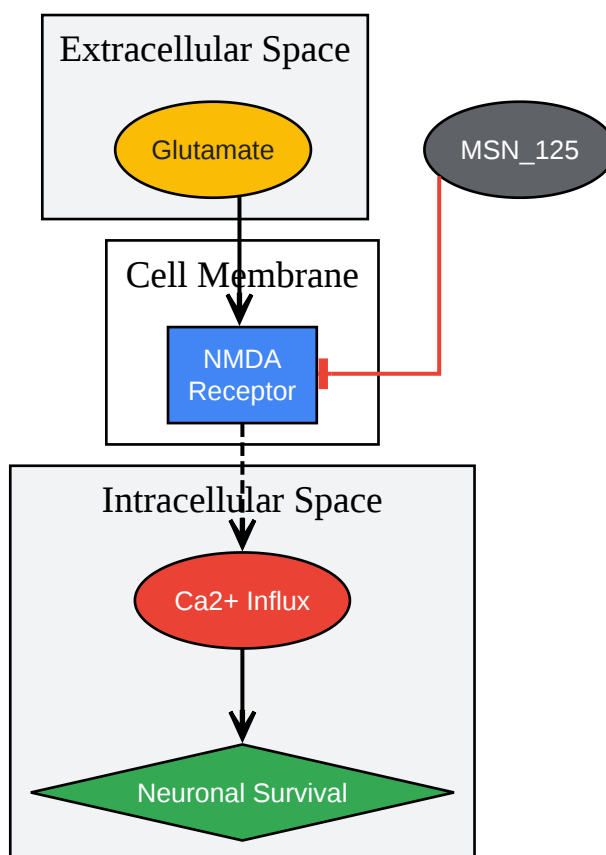 Extracellular Space
Glutamate
MSN_125
Cell Membrane
NMDA
Receptor
Intracellular Space
Ca2+ Influx
Neuronal Survival